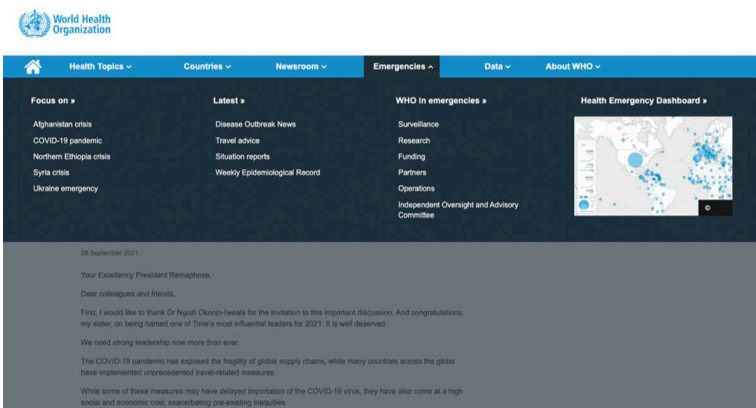 World Health
Organization
Health Topics
Countries
Newsroom
Emergencies
Data
About WHO
Focus on »
Afghanistan crisis
COVID-19 pandemic
Northern Ethiopia crisis
Syria crisis
Ukraine emergency
Latest »
Disease Outbreak News
Travel advice
Situation reports
Weekly Epidemiological Record
WHO in emergencies »
Surveillance
Research
Funding
Partners
Operations
Independent Oversight and Advisory
Committee
Health Emergency Dashboard »
©
28 September 2021
Your Excellency President Ramaphosa,
Dear colleagues and friends,
First, I would like to thank Dr Ngozi Okonjo-Iweala for the invitation to this important discussion. And congratulations,
my sister, on being named one of Time's most influential leaders for 2021. It is well deserved.
We need strong leadership now more than ever.
The COVID-19 pandemic has exposed the fragility of global supply chains, while many countries across the globe
have implemented unprecedented travel-related measures.
While some of these measures may have delayed importation of the COVID-19 virus, they have also come at a high
social and economic cost, exacerbating pre-existing inequities.